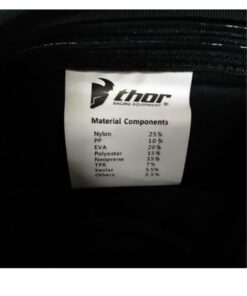 thor
RACING EQUIPMENT ®
Material Components
Nylon 25%
PP 10%
EVA 20%
Polyester 15%
Neoprene 15%
TPR 7%
Kevlar 5.5%
Others 2.5%